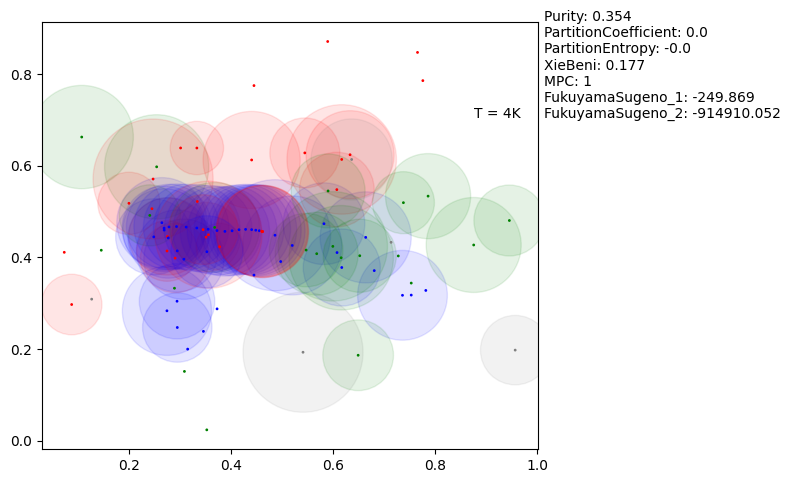 Purity: 0.354
PartitionCoefficient: 0.0
PartitionEntropy: -0.0
XieBeni: 0.177
MPC: 1
FukuyamaSugeno_1: -249.869
FukuyamaSugeno_2: -914910.052
T = 4K
0.8
0.6
0.4
0.2
0.0
0.2
0.4
0.6
0.8
1.0